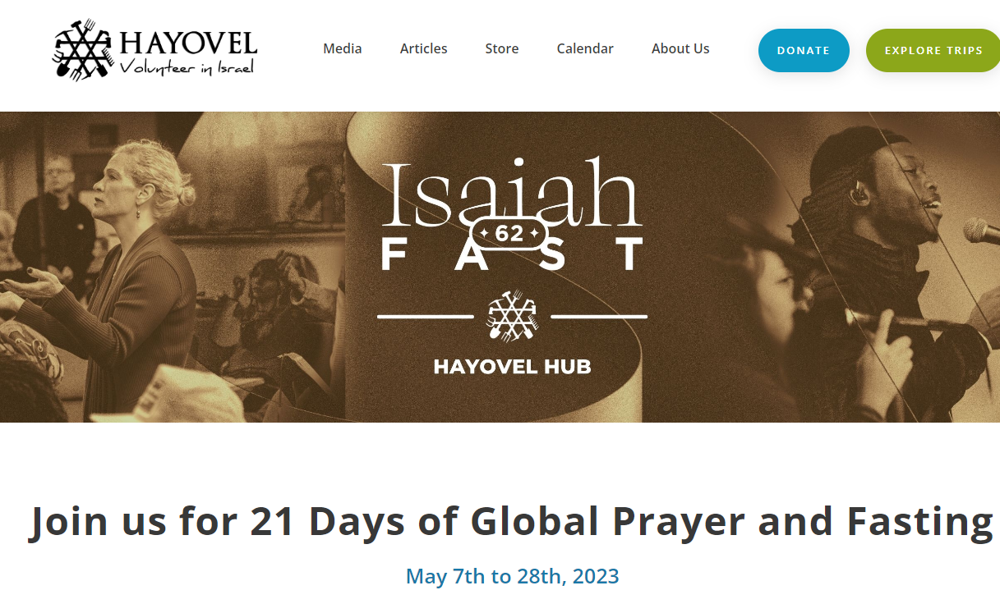 HAYOVEL
Volunteer in Israel
Media Articles Store Calendar About Us DONATE EXPLORE TRIPS
Isaiah
62
FAST
HAYOVEL HUB
Join us for 21 Days of Global Prayer and Fasting
May 7th to 28th, 2023